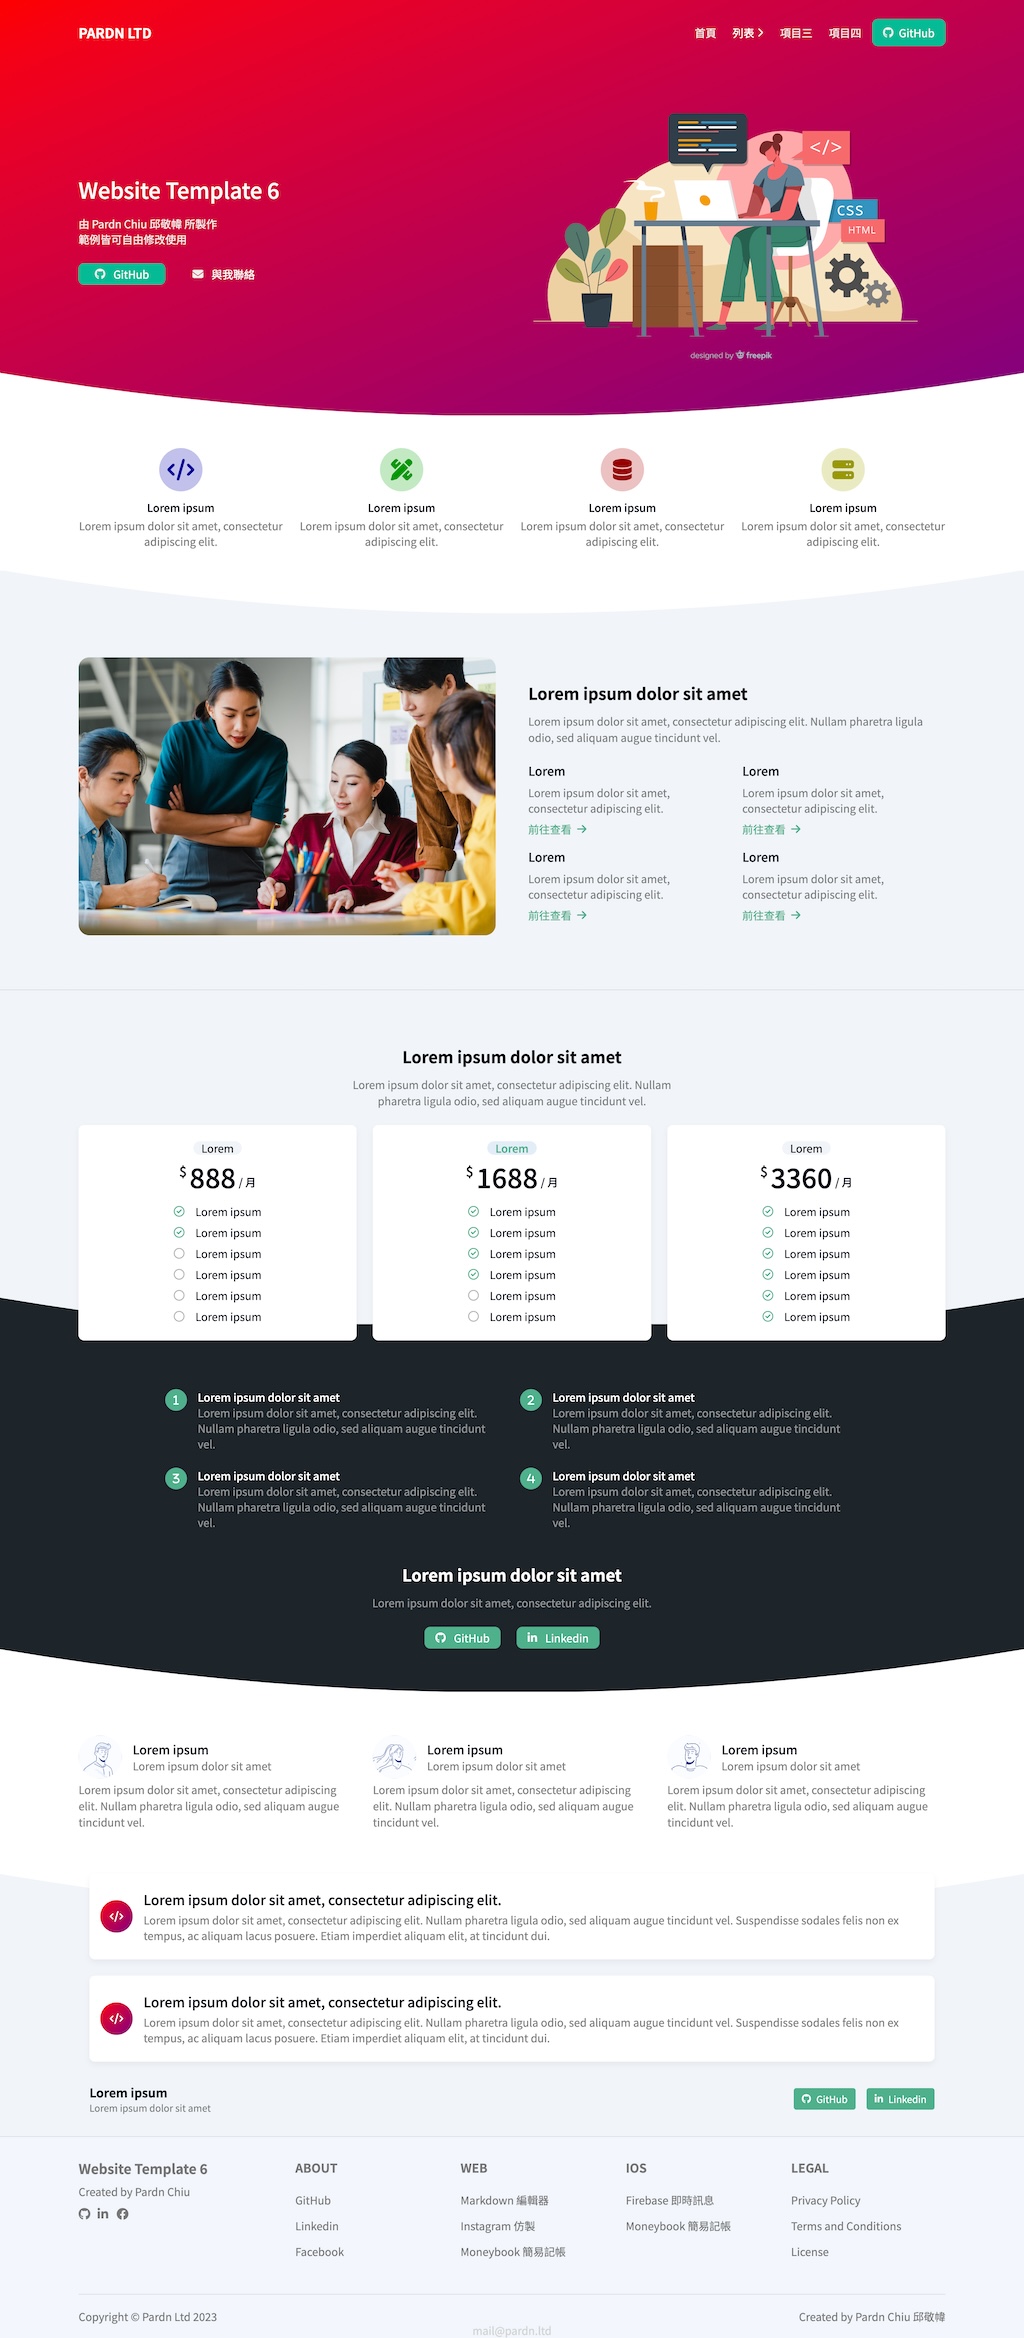 PARDN LTD
首頁 列表 項目三 項目四 GitHub
</>
CSS
HTML
Website Template 6
由 Pardn Chiu 邱敬幃 所製作
範例皆可自由修改使用
GitHub 與我聯絡
designed by freepik
Lorem ipsum
Lorem ipsum dolor sit amet, consectetur
adipiscing elit.
Lorem ipsum
Lorem ipsum dolor sit amet, consectetur
adipiscing elit.
Lorem ipsum
Lorem ipsum dolor sit amet, consectetur
adipiscing elit.
Lorem ipsum
Lorem ipsum dolor sit amet, consectetur
adipiscing elit.
Lorem ipsum dolor sit amet
Lorem ipsum dolor sit amet, consectetur adipiscing elit. Nullam pharetra ligula
odio, sed aliquam augue tincidunt vel.
Lorem
Lorem ipsum dolor sit amet,
consectetur adipiscing elit.
前往查看
Lorem
Lorem ipsum dolor sit amet,
consectetur adipiscing elit.
前往查看
Lorem
Lorem ipsum dolor sit amet,
consectetur adipiscing elit.
前往查看
Lorem
Lorem ipsum dolor sit amet,
consectetur adipiscing elit.
前往查看
Lorem ipsum dolor sit amet
Lorem ipsum dolor sit amet, consectetur adipiscing elit. Nullam
pharetra ligula odio, sed aliquam augue tincidunt vel.
Lorem
$888 / 月
Lorem ipsum
Lorem ipsum
Lorem ipsum
Lorem ipsum
Lorem ipsum
Lorem ipsum
Lorem
$1688 / 月
Lorem ipsum
Lorem ipsum
Lorem ipsum
Lorem ipsum
Lorem ipsum
Lorem ipsum
Lorem
$3360 / 月
Lorem ipsum
Lorem ipsum
Lorem ipsum
Lorem ipsum
Lorem ipsum
Lorem ipsum
1 Lorem ipsum dolor sit amet
Lorem ipsum dolor sit amet, consectetur adipiscing elit.
Nullam pharetra ligula odio, sed aliquam augue tincidunt
vel.
2 Lorem ipsum dolor sit amet
Lorem ipsum dolor sit amet, consectetur adipiscing elit.
Nullam pharetra ligula odio, sed aliquam augue tincidunt
vel.
3 Lorem ipsum dolor sit amet
Lorem ipsum dolor sit amet, consectetur adipiscing elit.
Nullam pharetra ligula odio, sed aliquam augue tincidunt
vel.
4 Lorem ipsum dolor sit amet
Lorem ipsum dolor sit amet, consectetur adipiscing elit.
Nullam pharetra ligula odio, sed aliquam augue tincidunt
vel.
Lorem ipsum dolor sit amet
Lorem ipsum dolor sit amet, consectetur adipiscing elit.
GitHub Linkedin
Lorem ipsum
Lorem ipsum dolor sit amet
Lorem ipsum dolor sit amet, consectetur adipiscing
elit. Nullam pharetra ligula odio, sed aliquam augue
tincidunt vel.
Lorem ipsum
Lorem ipsum dolor sit amet
Lorem ipsum dolor sit amet, consectetur adipiscing
elit. Nullam pharetra ligula odio, sed aliquam augue
tincidunt vel.
Lorem ipsum
Lorem ipsum dolor sit amet
Lorem ipsum dolor sit amet, consectetur adipiscing
elit. Nullam pharetra ligula odio, sed aliquam augue
tincidunt vel.
Lorem ipsum dolor sit amet, consectetur adipiscing elit.
Lorem ipsum dolor sit amet, consectetur adipiscing elit. Nullam pharetra ligula odio, sed aliquam augue tincidunt vel. Suspendisse sodales felis non ex
tempus, ac aliquam lacus posuere. Etiam imperdiet aliquam elit, at tincidunt dui.
Lorem ipsum dolor sit amet, consectetur adipiscing elit.
Lorem ipsum dolor sit amet, consectetur adipiscing elit. Nullam pharetra ligula odio, sed aliquam augue tincidunt vel. Suspendisse sodales felis non ex
tempus, ac aliquam lacus posuere. Etiam imperdiet aliquam elit, at tincidunt dui.
Lorem ipsum
Lorem ipsum dolor sit amet
GitHub Linkedin
Website Template 6
Created by Pardn Chiu
ABOUT
GitHub
Linkedin
Facebook
WEB
Markdown 編輯器
Instagram 仿製
Moneybook 簡易記帳
IOS
Firebase 即時訊息
Moneybook 簡易記帳
LEGAL
Privacy Policy
Terms and Conditions
License
Copyright © Pardn Ltd 2023
Created by Pardn Chiu 邱敬幃
mail@pardn.ltd